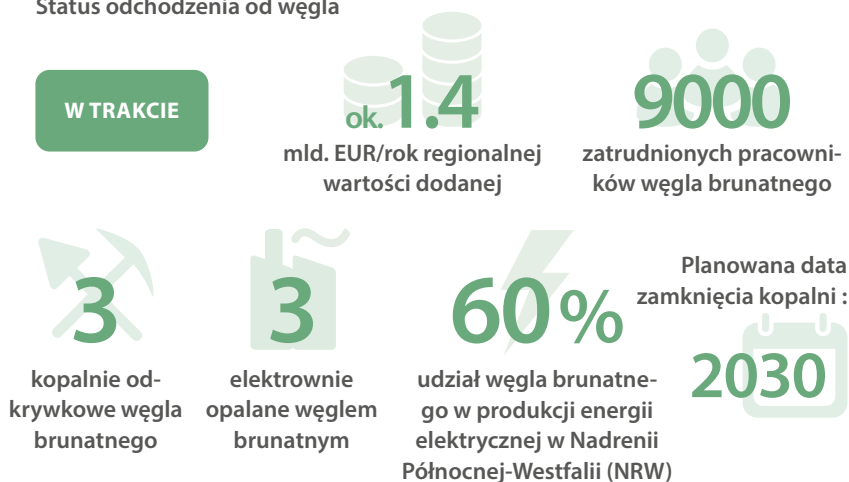 Status odchodzenia od węgla
W TRAKCIE
ok. 1.4
mld. EUR/rok regionalnej
wartości dodanej
9000
zatrudnionych pracowni-
ków węgla brunatnego
3
kopalnie od-
krywkowe węgla
brunatnego
3
elektrownie
opalane węglem
brunatnym
60 %
udział węgla brunatne-
go w produkcji energii
elektrycznej w Nadrenii
Północnej-Westfalii (NRW)
Planowana data
zamknięcia kopalni :
2030